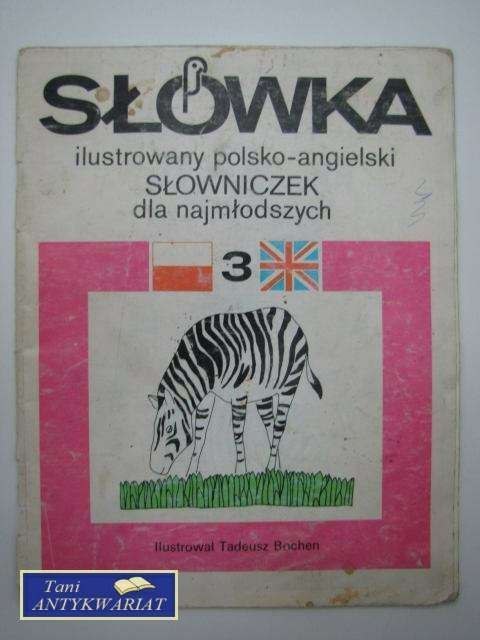 SŁÓWKA
ilustrowany polsko-angielski
SŁOWNICZEK
dla najmłodszych
3
Ilustrował Tadeusz Bochen
Tani
ANTYKWARIAT